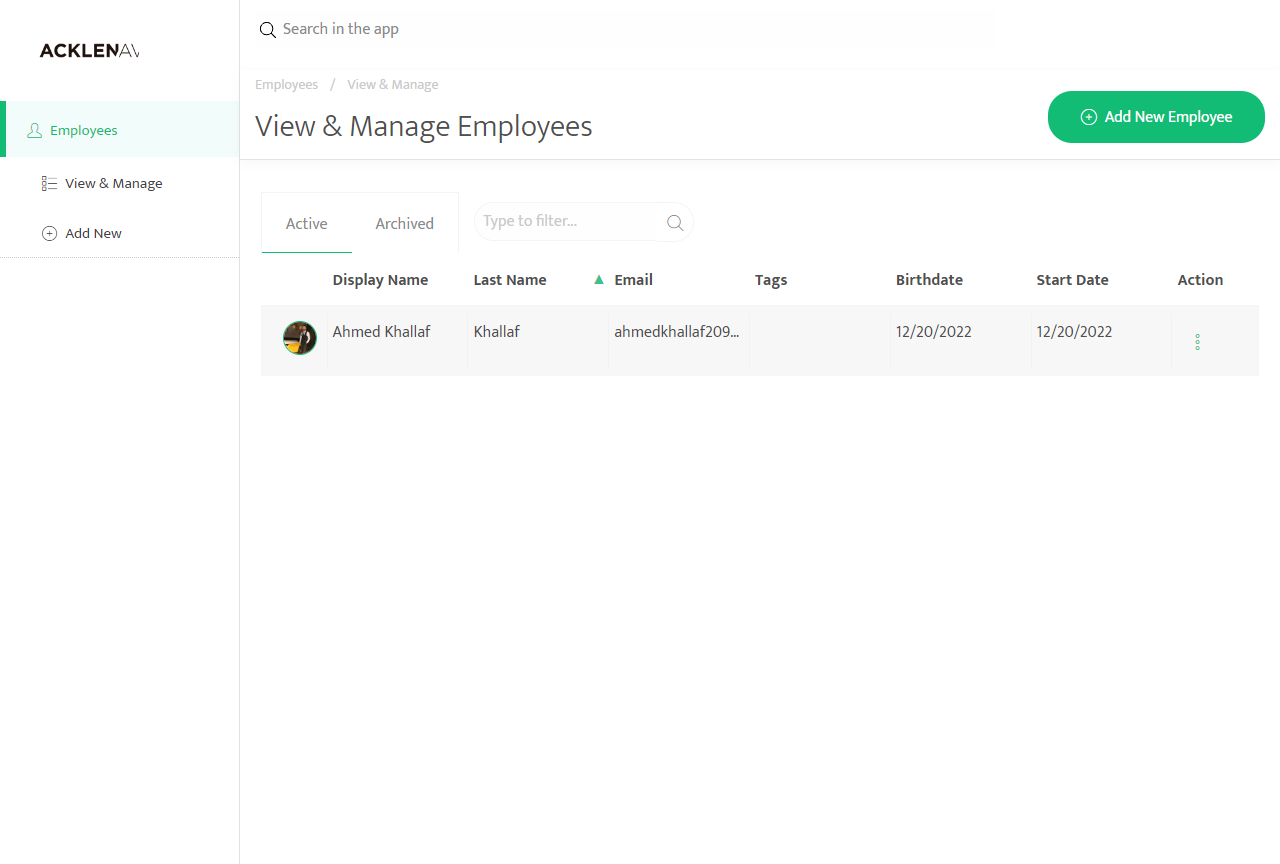 ACKLENAV
Search in the app
Employees / View & Manage
View & Manage Employees
Add New Employee
Employees
View & Manage
Add New
Active Archived Type to filter...
Display Name Last Name ▲ Email Tags Birthdate Start Date Action
Ahmed Khallaf Khallaf ahmedkhallaf209... 12/20/2022 12/20/2022